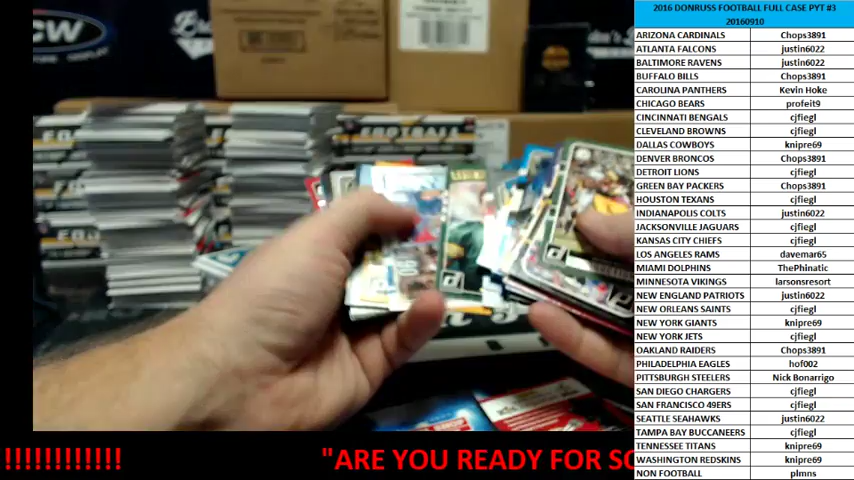 2016 DONRUSS FOOTBALL FULL CASE PYT #3
20160910
ARIZONA CARDINALS Chops3891
ATLANTA FALCONS justin6022
BALTIMORE RAVENS justin6022
BUFFALO BILLS Chops3891
CAROLINA PANTHERS Kevin Hoke
CHICAGO BEARS profeit9
CINCINNATI BENGALS cjfiegl
CLEVELAND BROWNS cjfiegl
DALLAS COWBOYS knipre69
DENVER BRONCOS Chops3891
DETROIT LIONS cjfiegl
GREEN BAY PACKERS Chops3891
HOUSTON TEXANS cjfiegl
INDIANAPOLIS COLTS justin6022
JACKSONVILLE JAGUARS cjfiegl
KANSAS CITY CHIEFS cjfiegl
LOS ANGELES RAMS davemar65
MIAMI DOLPHINS ThePhinatic
MINNESOTA VIKINGS larsonsresort
NEW ENGLAND PATRIOTS justin6022
NEW ORLEANS SAINTS cjfiegl
NEW YORK GIANTS knipre69
NEW YORK JETS cjfiegl
OAKLAND RAIDERS Chops3891
PHILADELPHIA EAGLES hof002
PITTSBURGH STEELERS Nick Bonarrigo
SAN DIEGO CHARGERS cjfiegl
SAN FRANCISCO 49ERS cjfiegl
SEATTLE SEAHAWKS justin6022
TAMPA BAY BUCCANEERS cjfiegl
TENNESSEE TITANS knipre69
WASHINGTON REDSKINS knipre69
NON FOOTBALL plmns
CW
FOOTBALL
!!!!!!!!!!!! "ARE YOU READY FOR SO